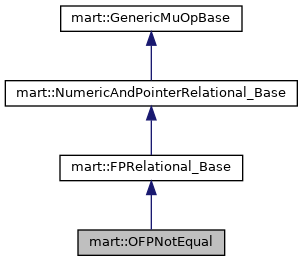 mart::GenericMuOpBase
mart::NumericAndPointerRelational_Base
mart::FPRelational_Base
mart::OFPNotEqual